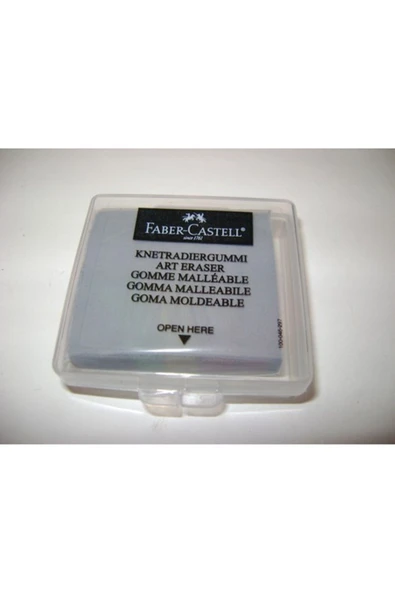 FABER-CASTELL®
since 1761
KNETRADIERGUMMI
ART ERASER
GOMME MALLÉABLE
GOMMA MALLEABILE
GOMA MOLDEABLE
OPEN HERE